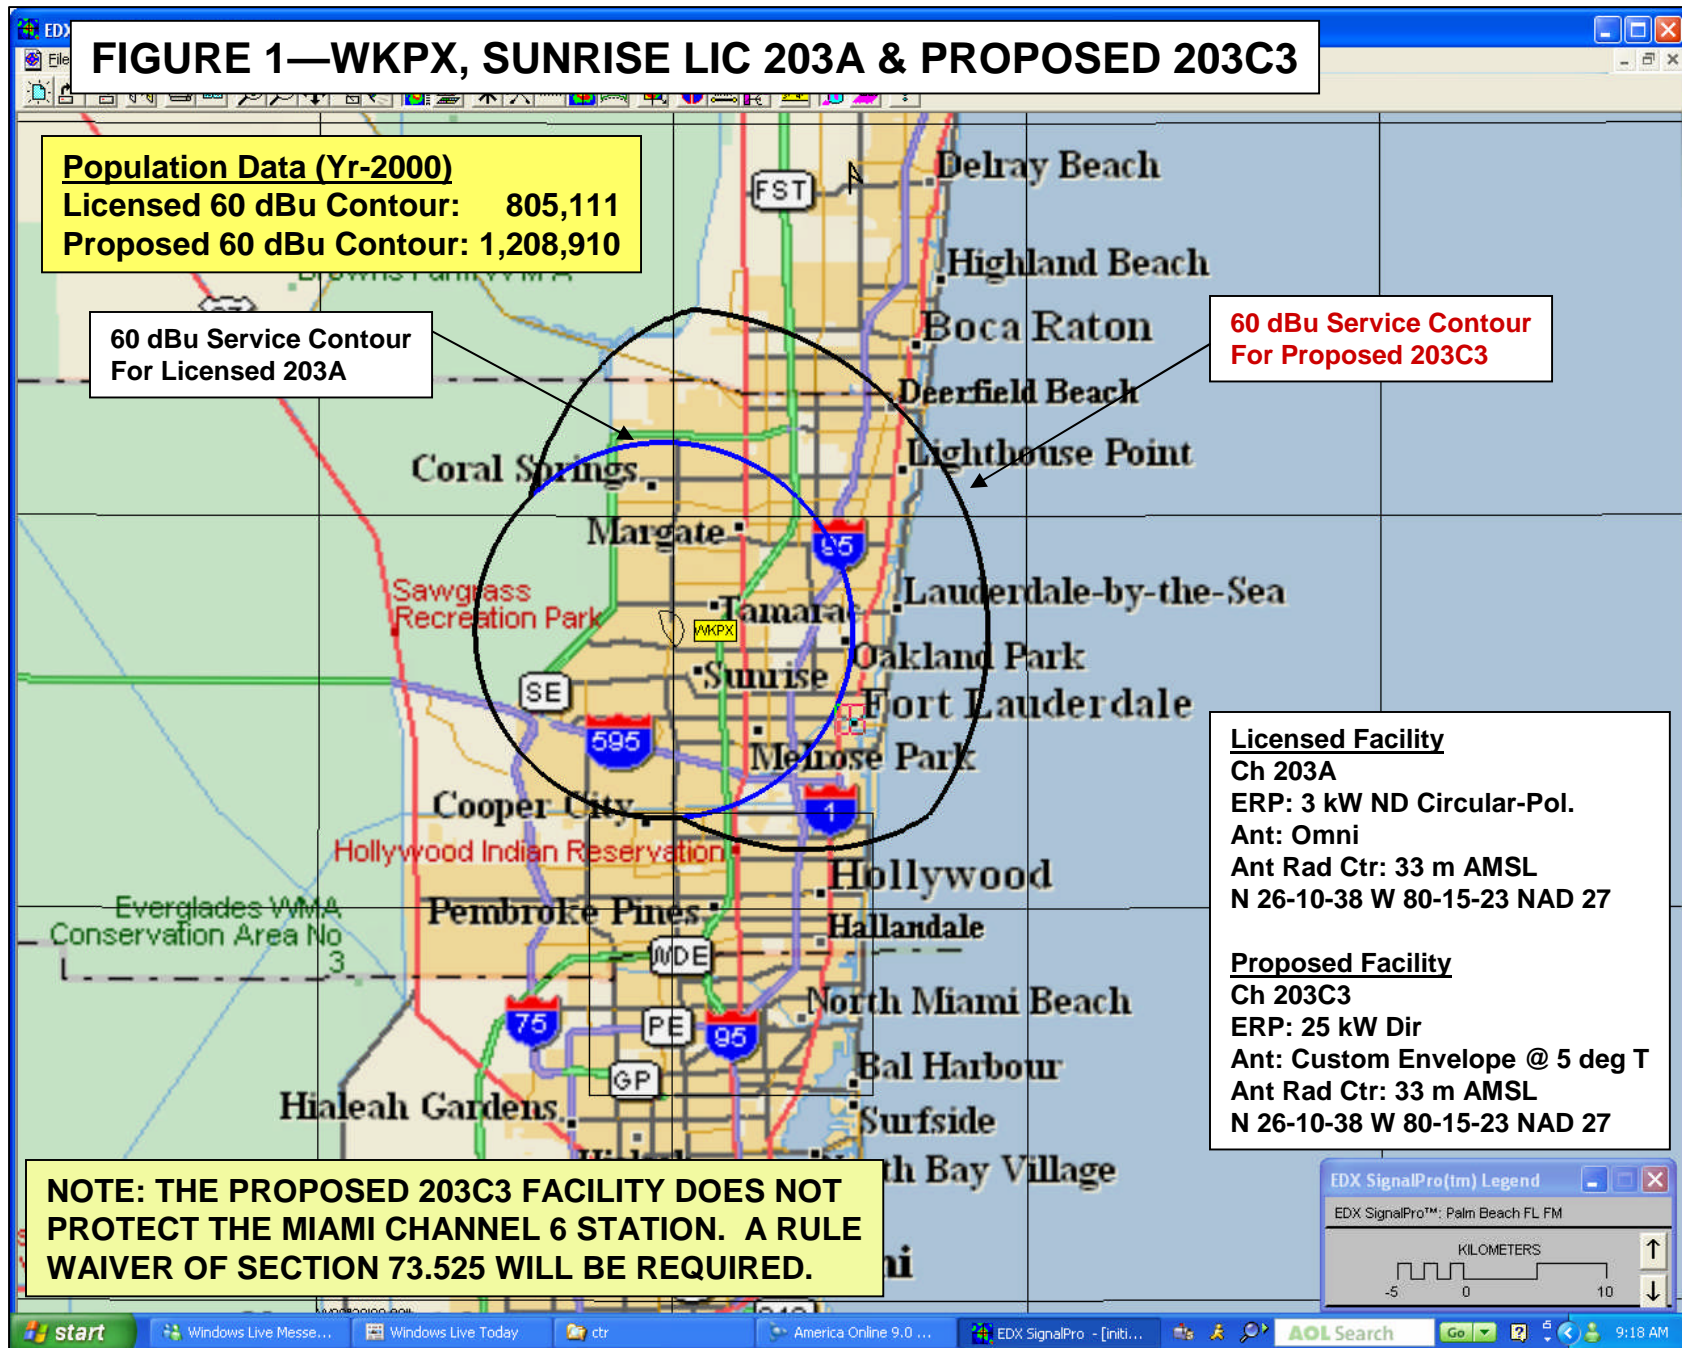 EDX
FIGURE 1—WKPX, SUNRISE LIC 203A & PROPOSED 203C3
File
Population Data (Yr-2000)
Licensed 60 dBu Contour: 805,111
Proposed 60 dBu Contour: 1,208,910
60 dBu Service Contour
For Licensed 203A
60 dBu Service Contour
For Proposed 203C3
FST
Delray Beach
Highland Beach
Boca Raton
Deerfield Beach
Lighthouse Point
Coral Springs
Margate
95
Sawgrass
Recreation Park
Lauderdale-by-the-Sea
Tamarac
WKPX
Oakland Park
Sunrise
SE
Fort Lauderdale
595
Melrose Park
Cooper City
1
Hollywood Indian Reservation
Hollywood
Everglades WMA
Conservation Area No
3
Pembroke Pines
Hallandale
WDE
North Miami Beach
75
PE
95
GP
Bal Harbour
Hialeah Gardens
Surfside
th Bay Village
Licensed Facility
Ch 203A
ERP: 3 kW ND Circular-Pol.
Ant: Omni
Ant Rad Ctr: 33 m AMSL
N 26-10-38 W 80-15-23 NAD 27
Proposed Facility
Ch 203C3
ERP: 25 kW Dir
Ant: Custom Envelope @ 5 deg T
Ant Rad Ctr: 33 m AMSL
N 26-10-38 W 80-15-23 NAD 27
NOTE: THE PROPOSED 203C3 FACILITY DOES NOT
PROTECT THE MIAMI CHANNEL 6 STATION. A RULE
WAIVER OF SECTION 73.525 WILL BE REQUIRED.
ni
EDX SignalPro(tm) Legend
EDX SignalPro™: Palm Beach FL FM
KILOMETERS
-5 0 10
start
Windows Live Messe...
Windows Live Today
ctr
America Online 9.0 ...
EDX SignalPro - [initi...
AOL Search
Go
9:18 AM